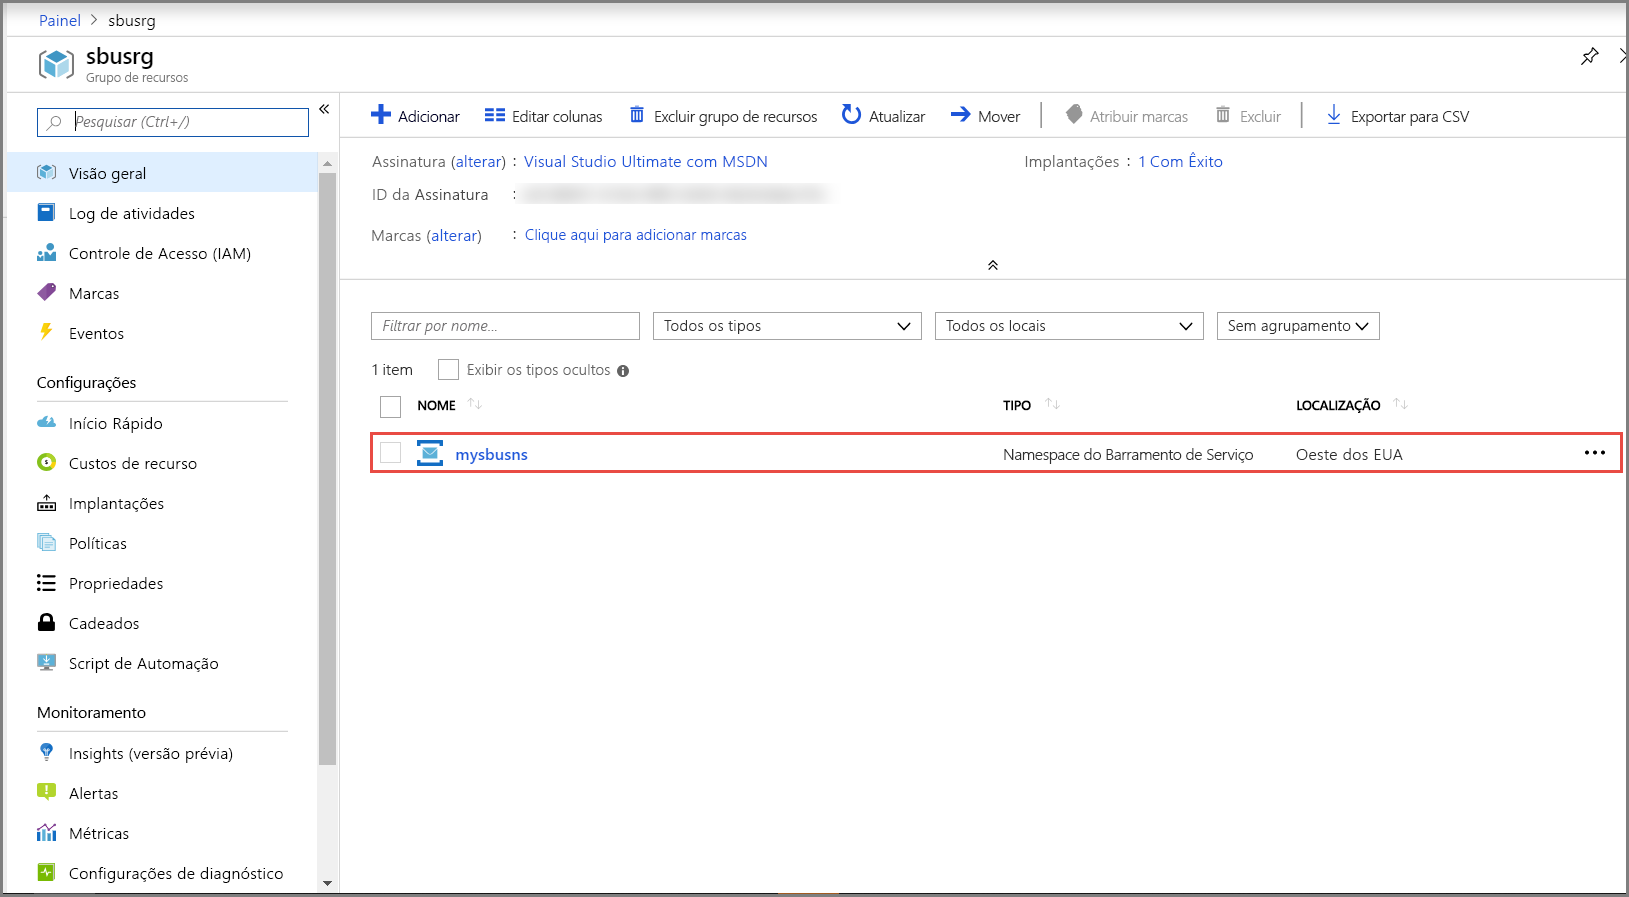 Painel > sbusrg
sbusrg
Grupo de recursos
Pesquisar (Ctrl+/)
Visão geral
Log de atividades
Controle de Acesso (IAM)
Marcas
Eventos
Configurações
Início Rápido
Custos de recurso
Implantações
Políticas
Propriedades
Cadeados
Script de Automação
Monitoramento
Insights (versão prévia)
Alertas
Métricas
Configurações de diagnóstico
Adicionar Editar colunas Excluir grupo de recursos Atualizar Mover Atribuir marcas Excluir Exportar para CSV
Assinatura (alterar) : Visual Studio Ultimate com MSDN Implantações : 1 Com Êxito
ID da Assinatura :
Marcas (alterar) : Clique aqui para adicionar marcas
Filtrar por nome... Todos os tipos Todos os locais Sem agrupamento
1 item Exibir os tipos ocultos
NOME TIPO LOCALIZAÇÃO
mysbusns Namespace do Barramento de Serviço Oeste dos EUA